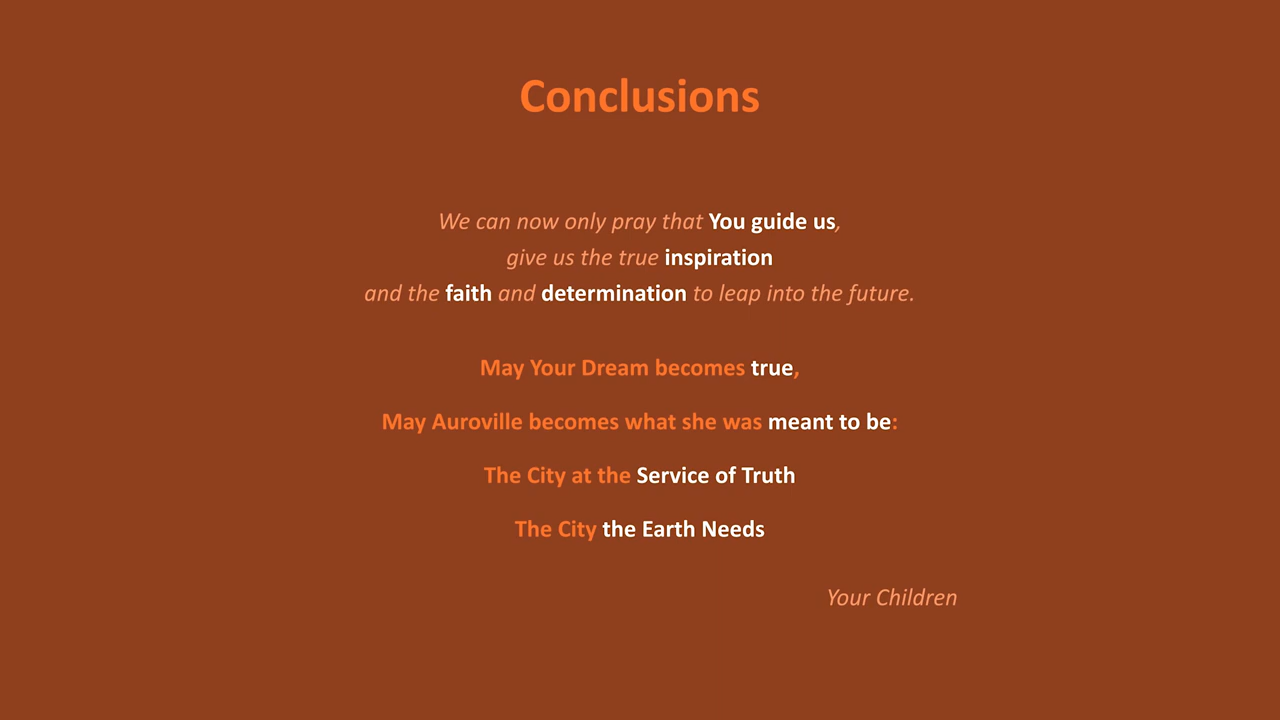 Conclusions
We can now only pray that You guide us,
give us the true inspiration
and the faith and determination to leap into the future.
May Your Dream becomes true,
May Auroville becomes what she was meant to be:
The City at the Service of Truth
The City the Earth Needs
Your Children